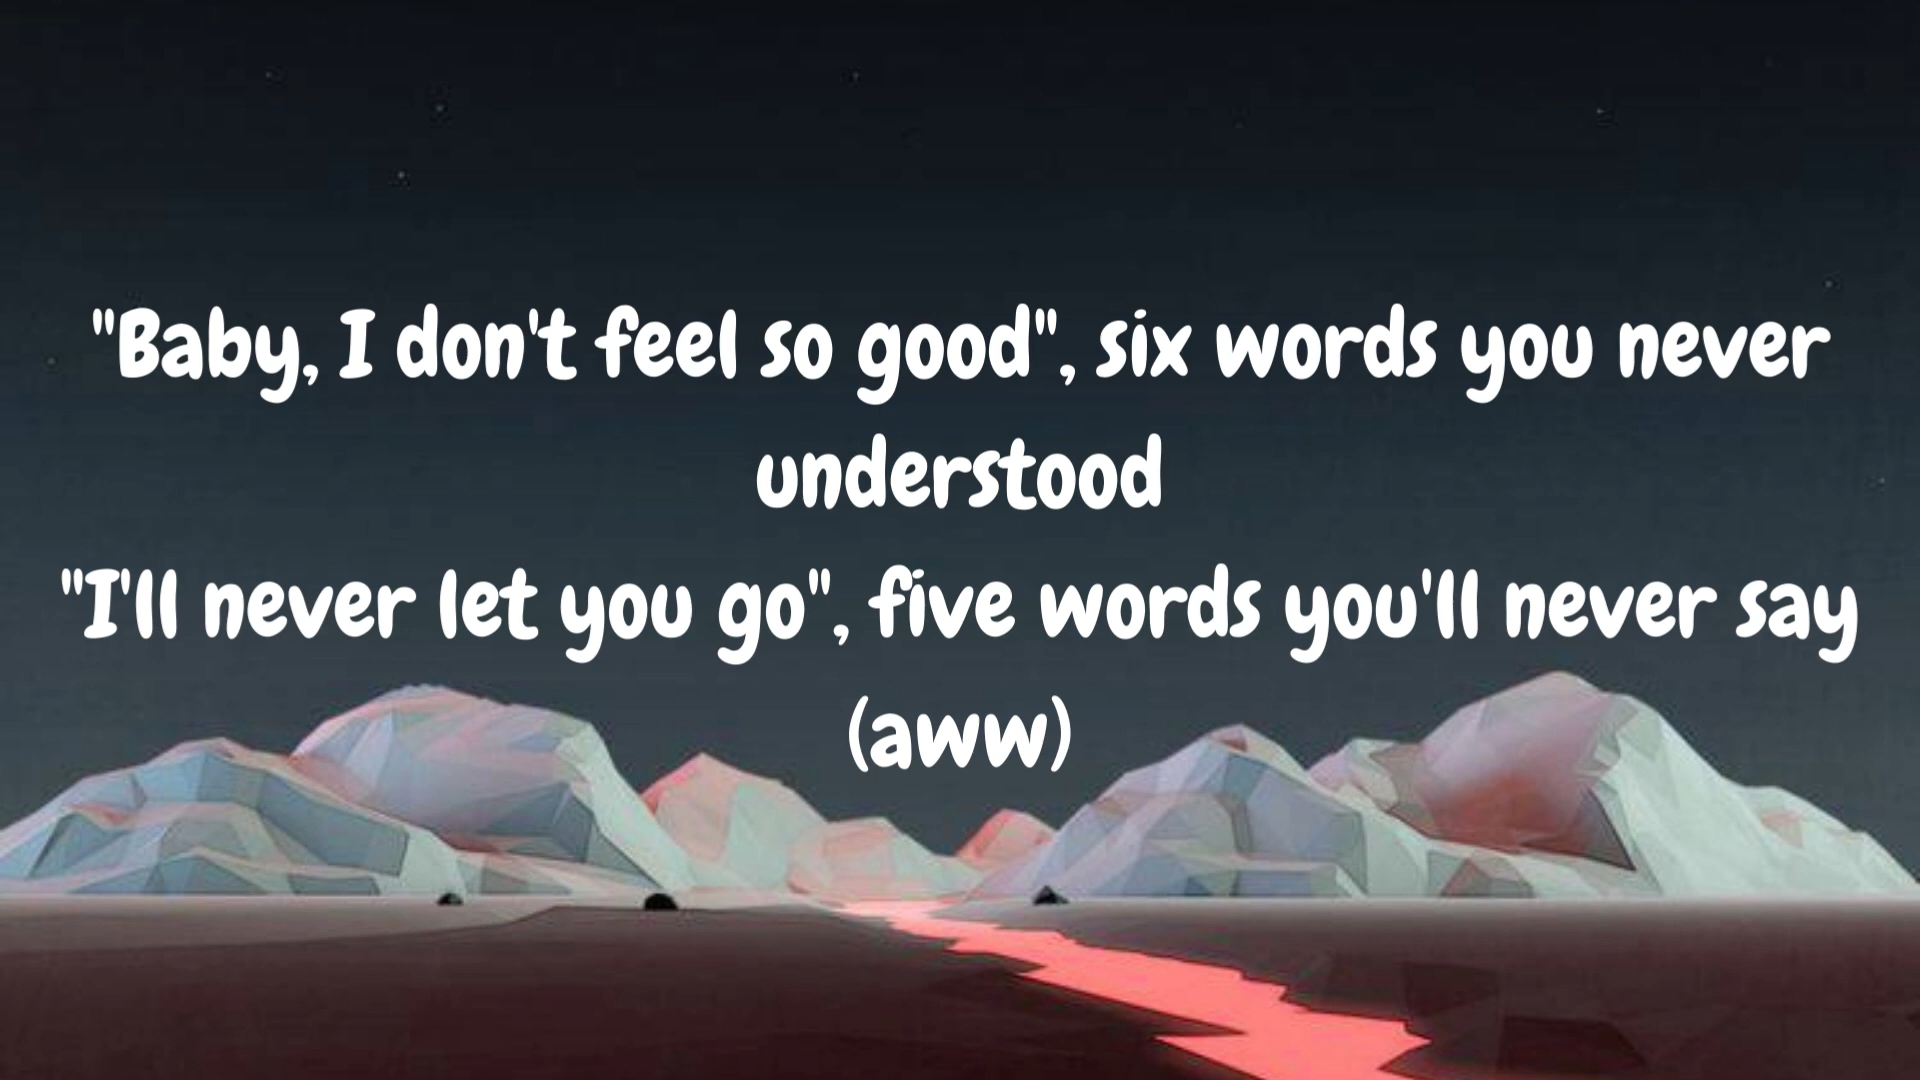 "Baby, I don't feel so good", six words you never
understood
"I'll never let you go", five words you'll never say
(aww)